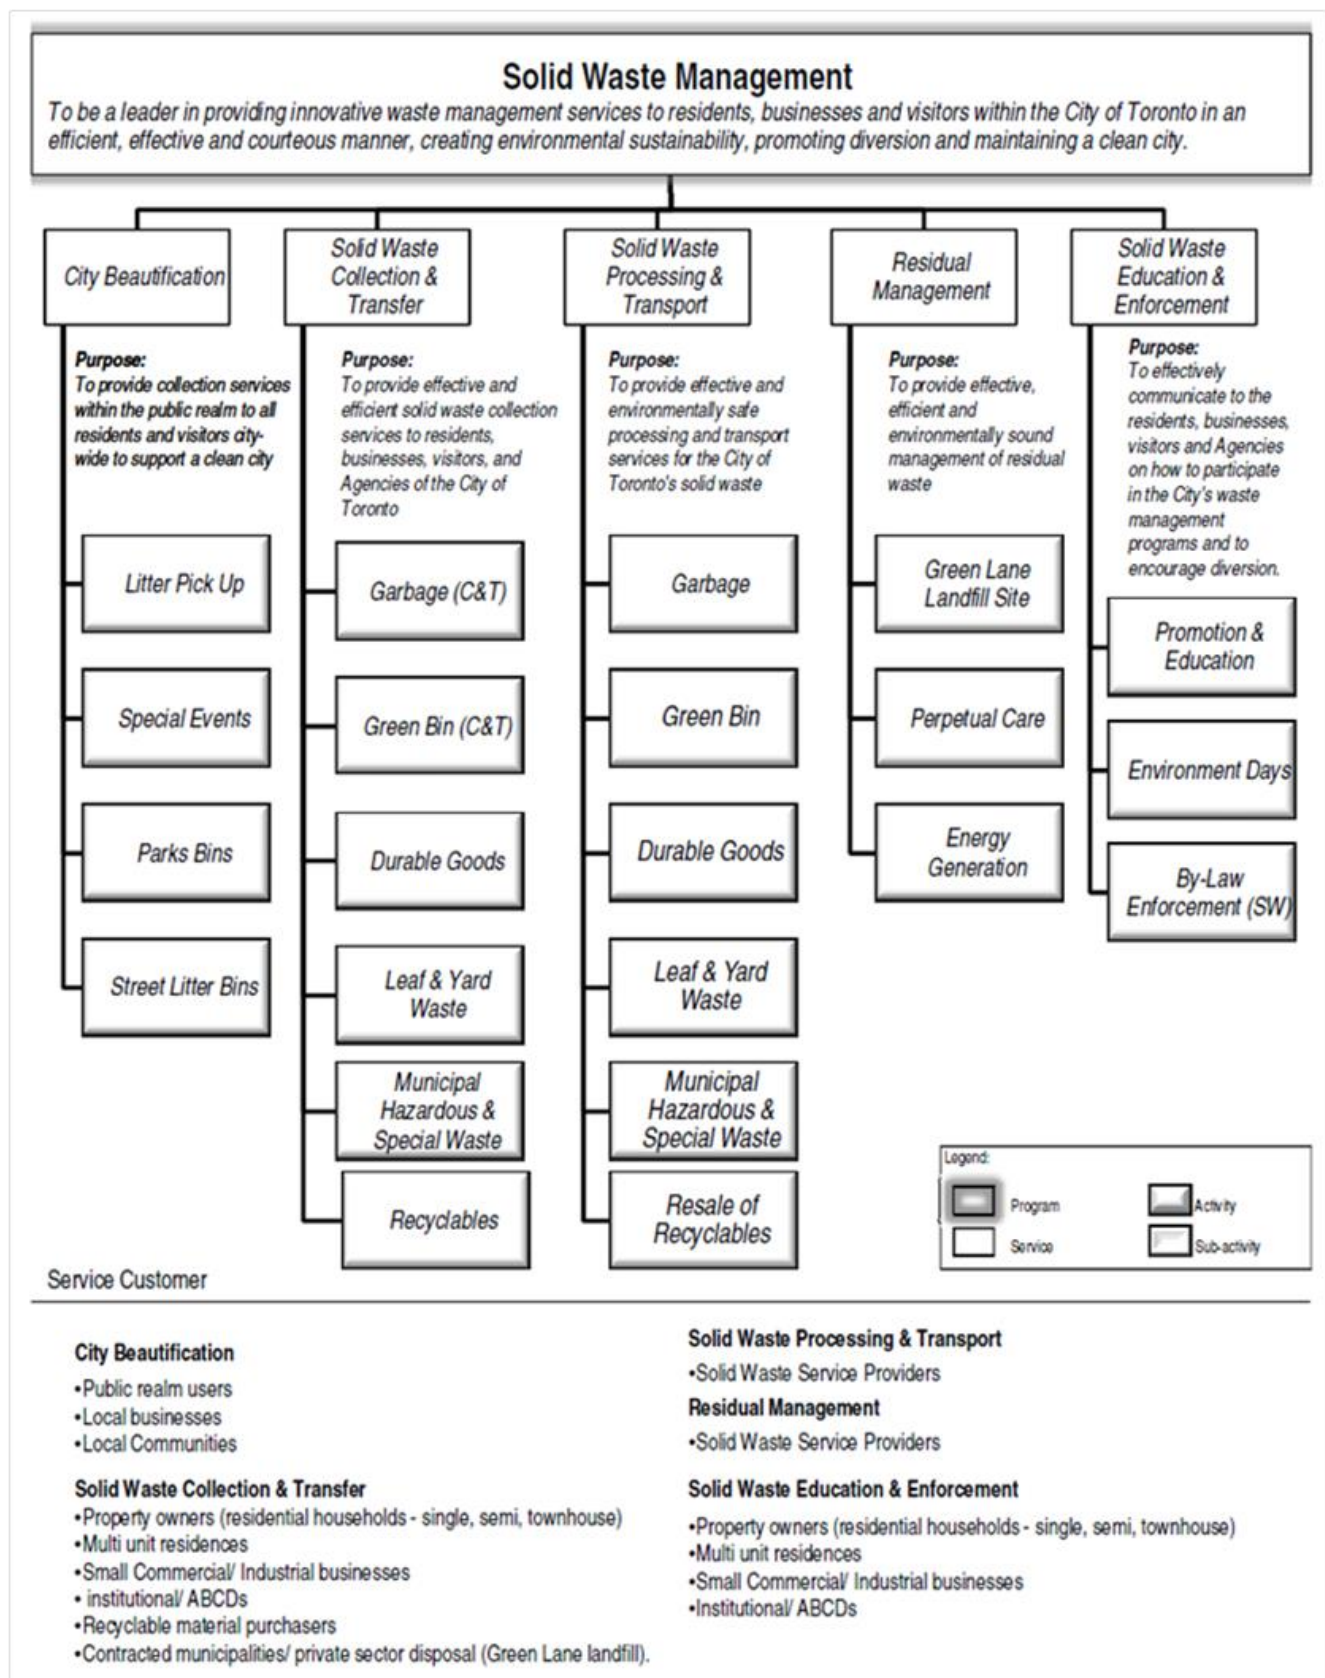 Solid Waste Management
To be a leader in providing innovative waste management services to residents, businesses and visitors within the City of Toronto in an
efficient, effective and courteous manner, creating environmental sustainability, promoting diversion and maintaining a clean city.
City Beautification
Purpose:
To provide collection services
within the public realm to all
residents and visitors city-
wide to support a clean city
Litter Pick Up
Special Events
Parks Bins
Street Litter Bins
Solid Waste
Collection &
Transfer
Purpose:
To provide effective and
efficient solid waste collection
services to residents,
businesses, visitors, and
Agencies of the City of
Toronto
Garbage (C&T)
Green Bin (C&T)
Durable Goods
Leaf & Yard
Waste
Municipal
Hazardous &
Special Waste
Recyclables
Solid Waste
Processing &
Transport
Purpose:
To provide effective and
environmentally safe
processing and transport
services for the City of
Toronto's solid waste
Garbage
Green Bin
Durable Goods
Leaf & Yard
Waste
Municipal
Hazardous &
Special Waste
Resale of
Recyclables
Residual
Management
Purpose:
To provide effective,
efficient and
environmentally sound
management of residual
waste
Green Lane
Landfill Site
Perpetual Care
Energy
Generation
Solid Waste
Education &
Enforcement
Purpose:
To effectively
communicate to the
residents, businesses,
visitors and Agencies
on how to participate
in the City's waste
management
programs and to
encourage diversion.
Promotion &
Education
Environment Days
By-Law
Enforcement (SW)
Legend:
Program
Activity
Service
Sub-activity
Service Customer
City Beautification
•Public realm users
•Local businesses
•Local Communities
Solid Waste Collection & Transfer
•Property owners (residential households - single, semi, townhouse)
•Multi unit residences
•Small Commercial/ Industrial businesses
• institutional/ ABCDs
•Recyclable material purchasers
•Contracted municipalities/ private sector disposal (Green Lane landfill).
Solid Waste Processing & Transport
•Solid Waste Service Providers
Residual Management
•Solid Waste Service Providers
Solid Waste Education & Enforcement
•Property owners (residential households - single, semi, townhouse)
•Multi unit residences
•Small Commercial/ Industrial businesses
•Institutional/ ABCDs